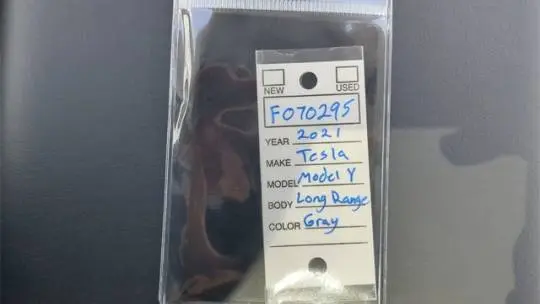 NEW USED
F070295
YEAR 2021
MAKE Tesla
MODEL Model Y
BODY Long Range
COLOR Gray